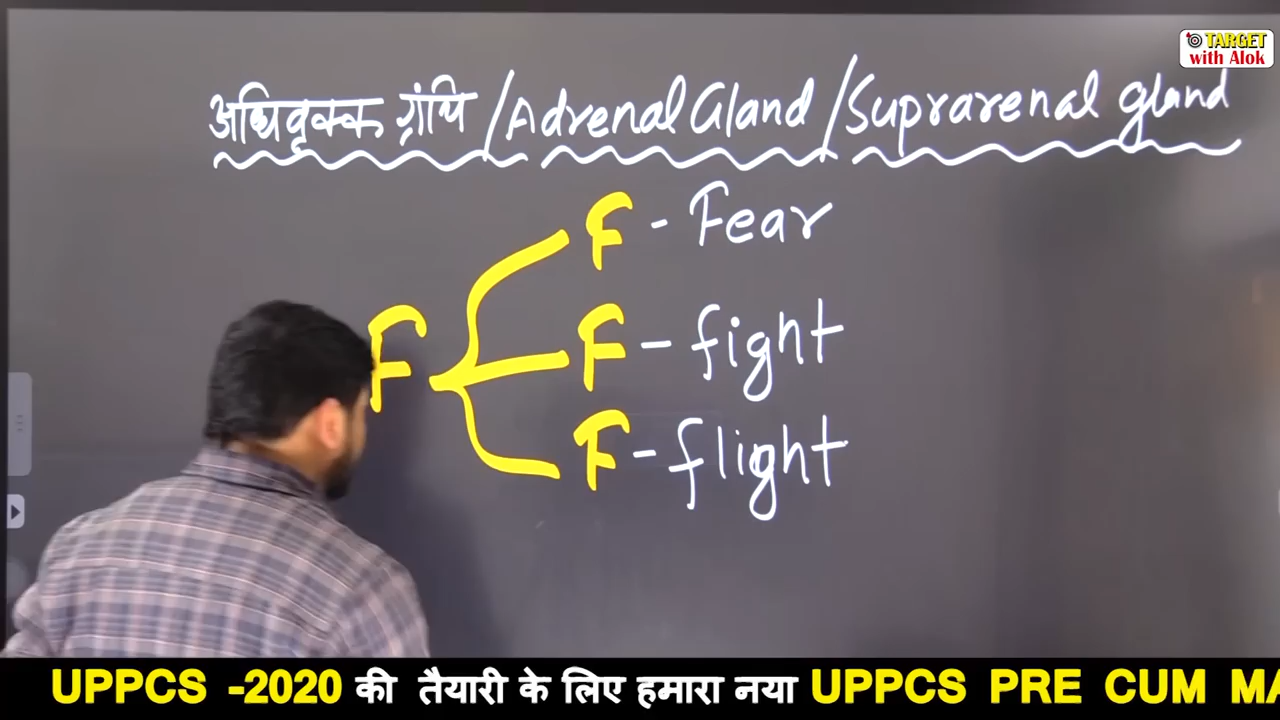 TARGET
with Alok
अधिवृक्क ग्रंथि / Adrenal Gland / Suprarenal gland
F - Fear
F
F - fight
F - flight
UPPCS -2020 की तैयारी के लिए हमारा नया UPPCS PRE CUM MA